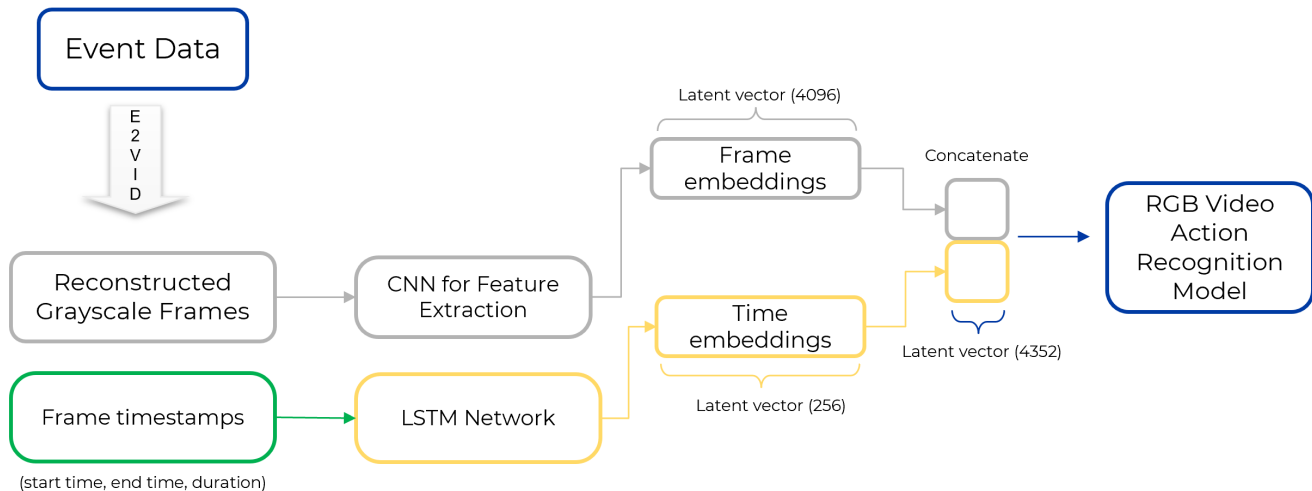 Event Data
E
2
V
I
D
Reconstructed
Grayscale Frames
CNN for Feature
Extraction
Latent vector (4096)
Frame
embeddings
Concatenate
RGB Video
Action
Recognition
Model
Time
embeddings
Latent vector (4352)
Latent vector (256)
Frame timestamps
LSTM Network
(start time, end time, duration)